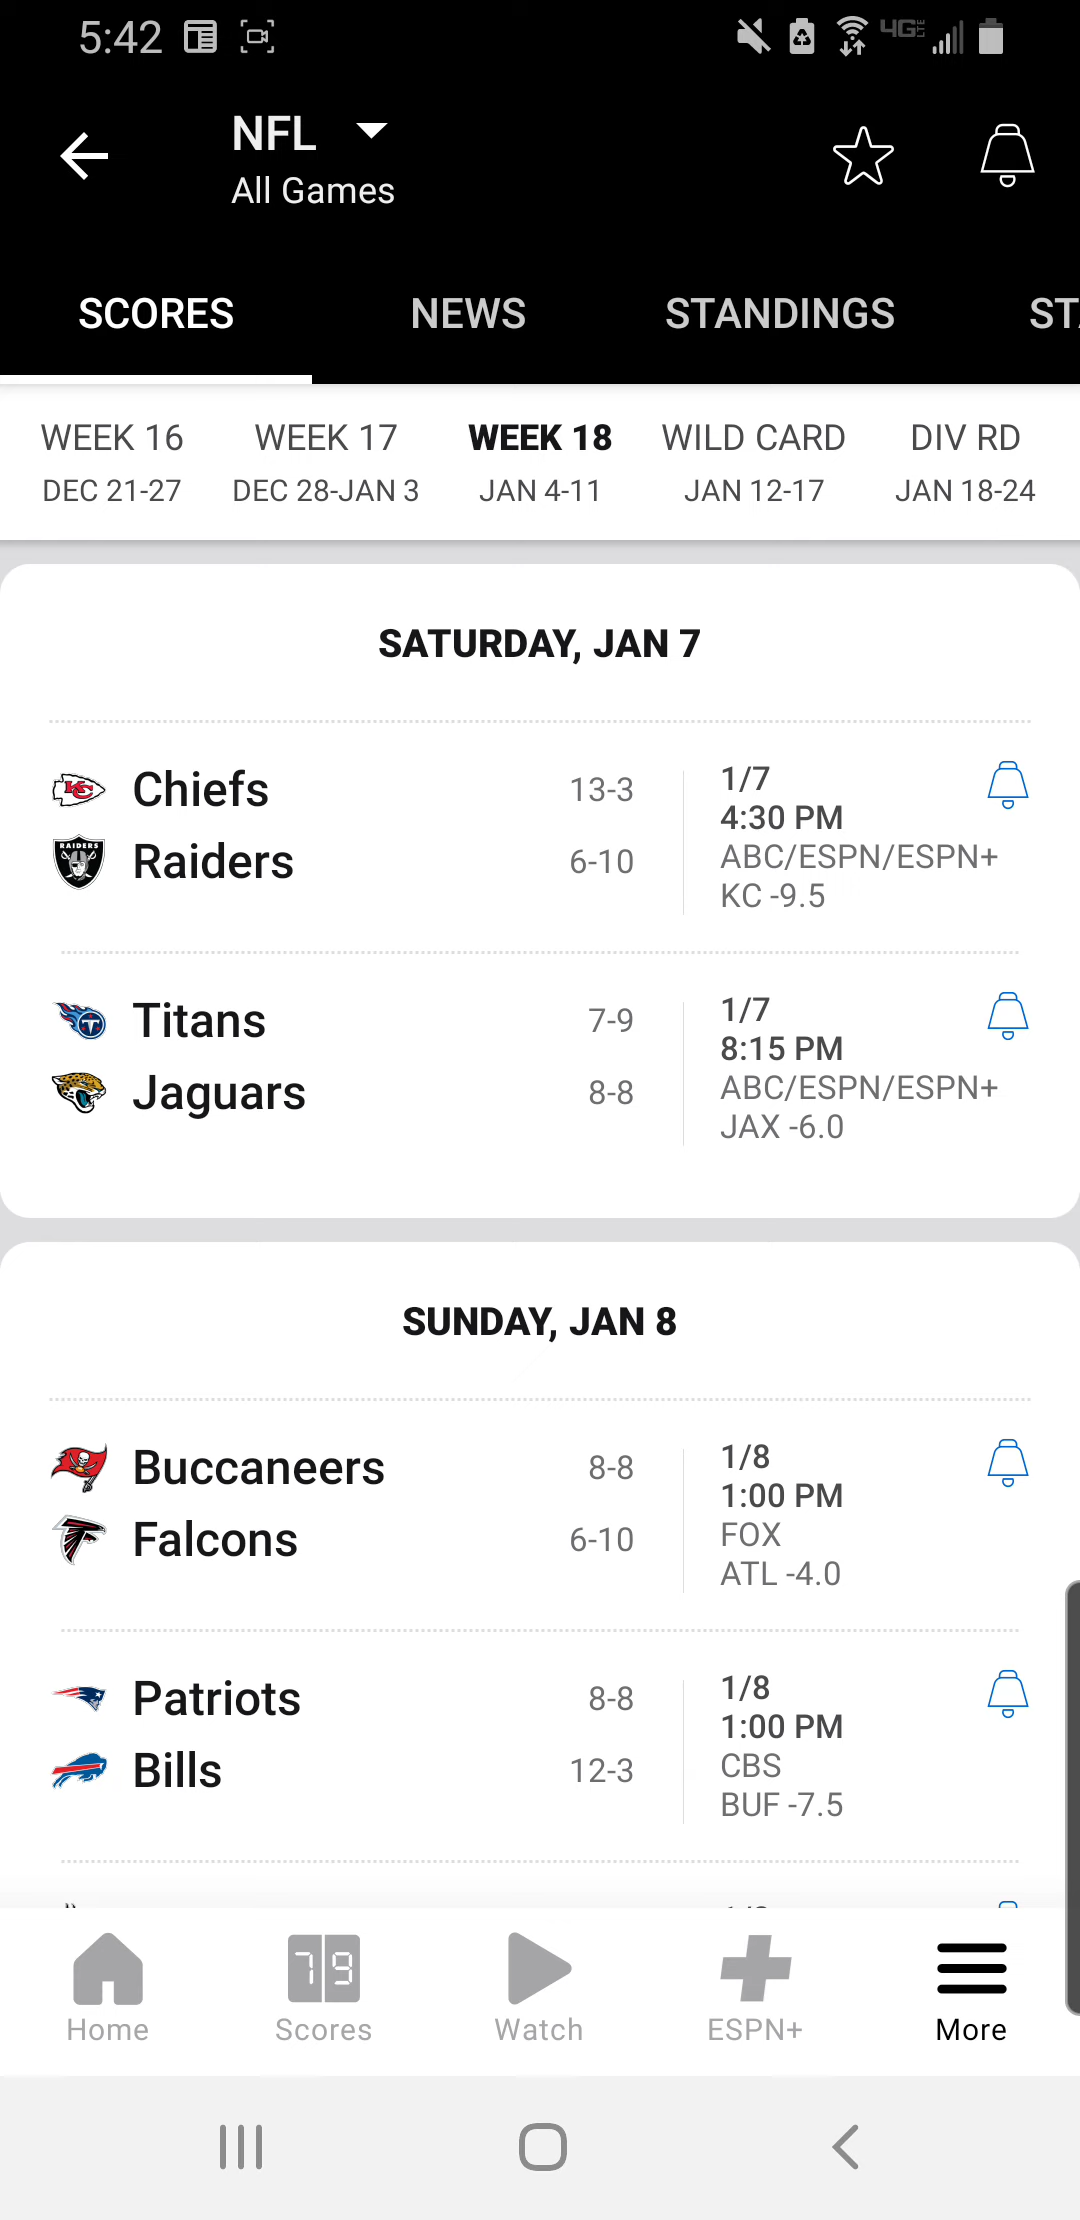 5:42
4GE LTE
NFL
All Games
SCORES NEWS STANDINGS ST
WEEK 16 WEEK 17 WEEK 18 WILD CARD DIV RD
DEC 21-27 DEC 28-JAN 3 JAN 4-11 JAN 12-17 JAN 18-24
SATURDAY, JAN 7
Chiefs 13-3
Raiders 6-10
1/7
4:30 PM
ABC/ESPN/ESPN+
KC -9.5
Titans 7-9
Jaguars 8-8
1/7
8:15 PM
ABC/ESPN/ESPN+
JAX -6.0
SUNDAY, JAN 8
Buccaneers 8-8
Falcons 6-10
1/8
1:00 PM
FOX
ATL -4.0
Patriots 8-8
Bills 12-3
1/8
1:00 PM
CBS
BUF -7.5
Home Scores Watch ESPN+ More